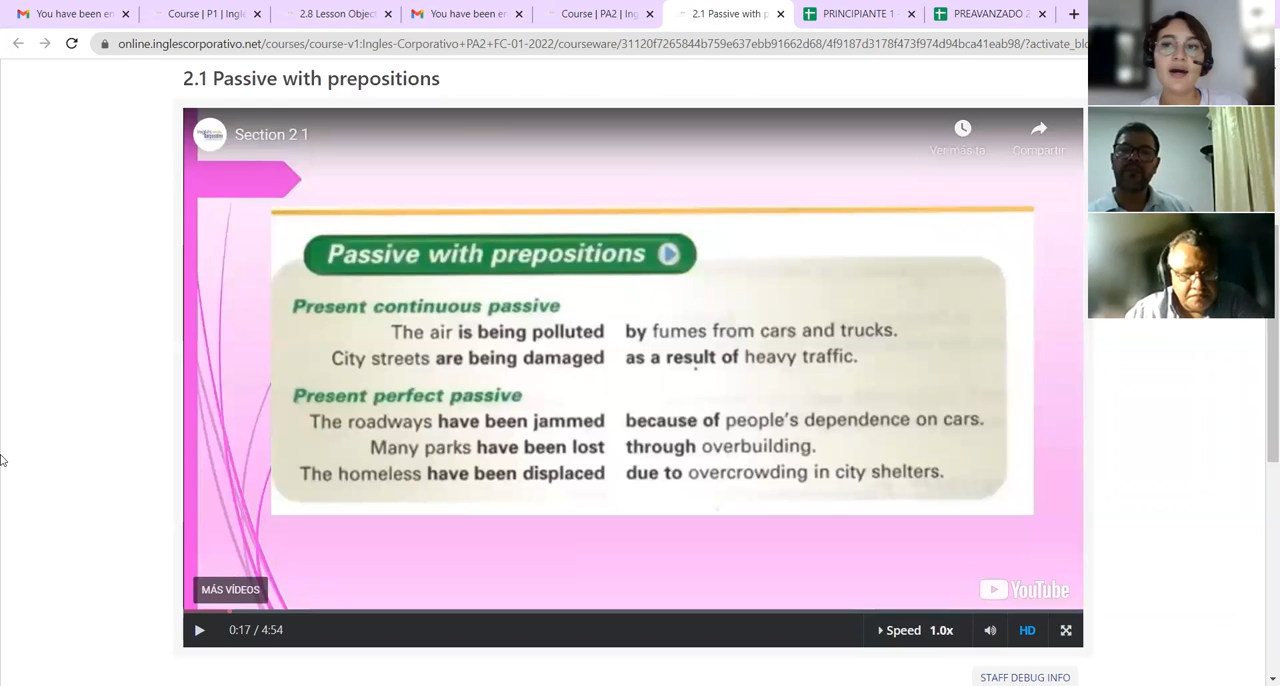 You have been en
Course | P1 | Ingle
2.8 Lesson Object
You have been en
Course | PA2 | Ing
2.1 Passive with p
PRINCIPIANTE 1 -
PREAVANZADO 2
online.inglescorporativo.net/courses/course-v1:Ingles-Corporativo+PA2+FC-01-2022/courseware/31120f7265844b759e637ebb91662d68/4f9187d3178f473f974d94bca41eab98/?activate_blo
2.1 Passive with prepositions
Section 2 1
Ver más ta...
Compartir
Passive with prepositions
Present continuous passive
The air is being polluted by fumes from cars and trucks.
City streets are being damaged as a result of heavy traffic.
Present perfect passive
The roadways have been jammed because of people's dependence on cars.
Many parks have been lost through overbuilding.
The homeless have been displaced due to overcrowding in city shelters.
MÁS VÍDEOS
YouTube
0:17 / 4:54
Speed 1.0x
HD
STAFF DEBUG INFO